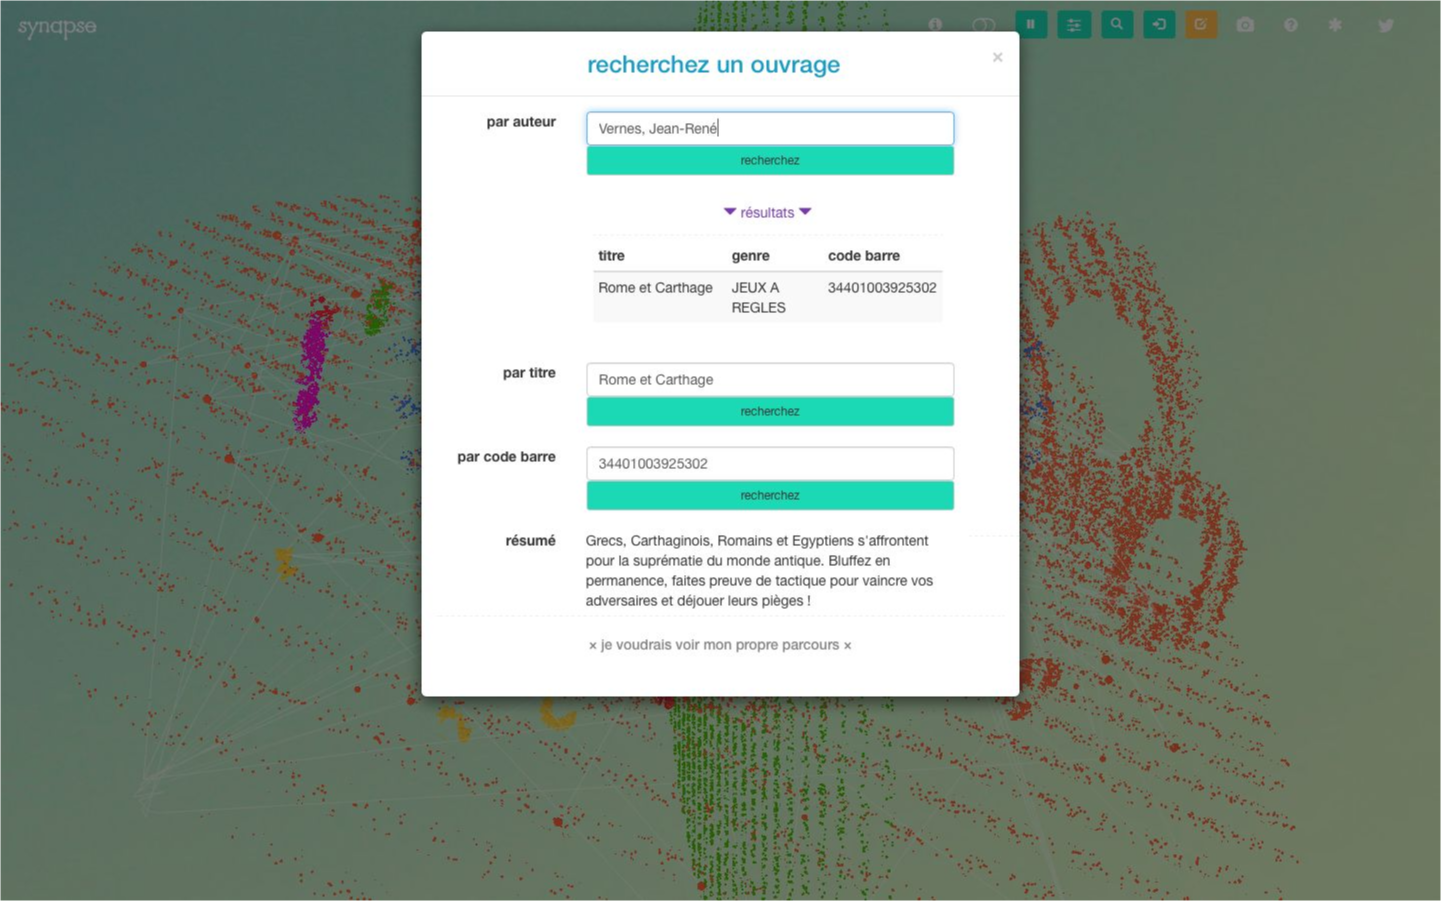 synapse
recherchez un ouvrage
×
par auteur
Vernes, Jean-René
recherchez
résultats
titre genre code barre
Rome et Carthage JEUX A 34401003925302
REGLES
par titre
Rome et Carthage
recherchez
par code barre
34401003925302
recherchez
résumé
Grecs, Carthaginois, Romains et Egyptiens s'affrontent
pour la suprématie du monde antique. Bluffez en
permanence, faites preuve de tactique pour vaincre vos
adversaires et déjouer leurs pièges !
× je voudrais voir mon propre parcours ×